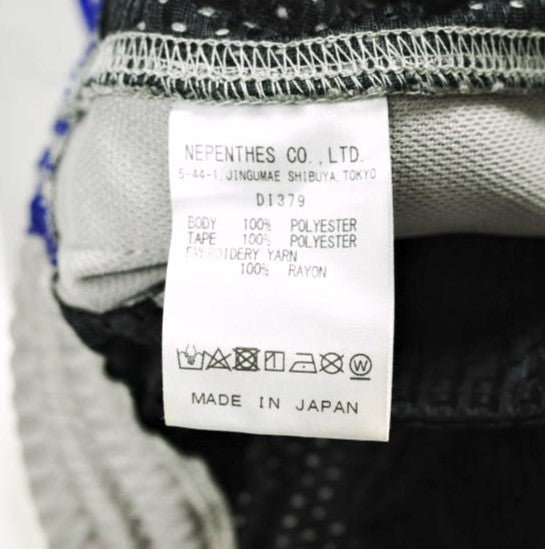 NEPENTHES CO.,LTD.
5-44-1, JINGUMAE SHIBUYA, TOKYO
DI379
BODY 100% POLYESTER
TAPE 100% POLYESTER
EMBROIDERY YARN
100% RAYON
W
MADE IN JAPAN